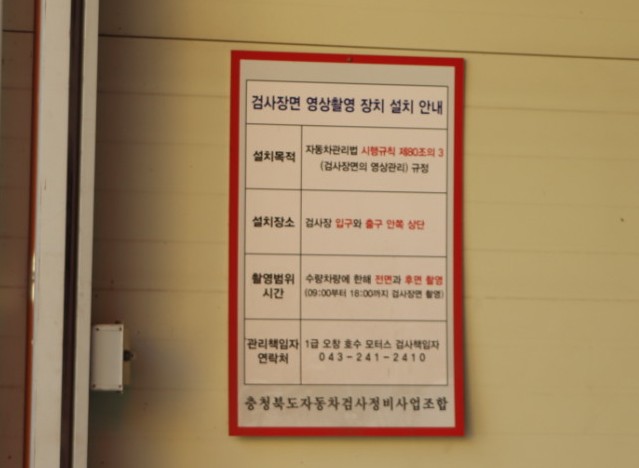 검사장면 영상촬영 장치 설치 안내
설치목적
자동차관리법 시행규칙 제80조의 3
(검사장면의 영상관리) 규정
설치장소
검사장 입구와 출구 안쪽 상단
촬영범위
시간
수량차량에 한해 전면과 후면 촬영
(09:00부터 18:00까지 검사장면 촬영)
관리책임자
연락처
1급 오창 호수 모터스 검사책임자
043-241-2410
충청북도자동차검사정비사업조합